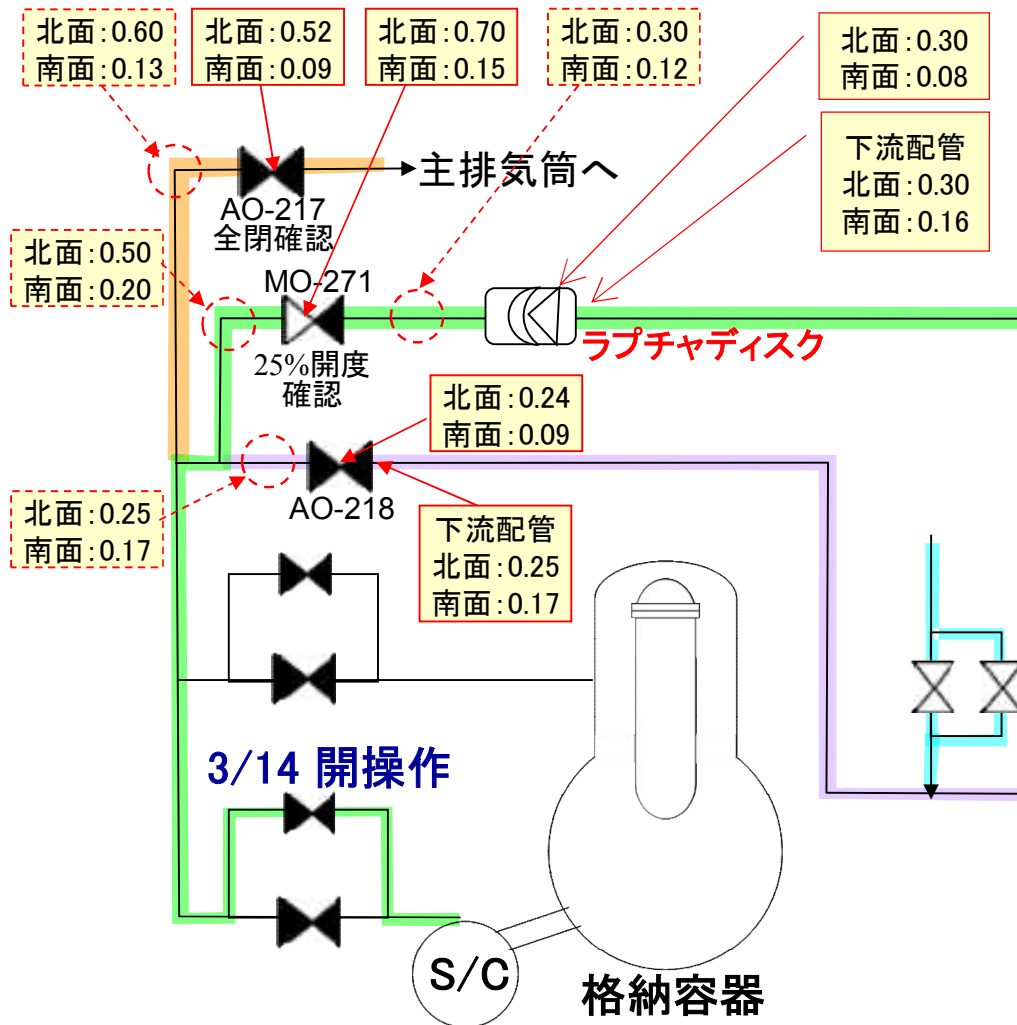 北面:0.60
南面:0.13
北面:0.52
南面:0.09
北面:0.70
南面:0.15
北面:0.30
南面:0.12
北面:0.30
南面:0.08
下流配管
北面:0.30
南面:0.16
主排気筒へ
AO-217
全閉確認
北面:0.50
南面:0.20
MO-271
25%開度
確認
ラプチャディスク
北面:0.24
南面:0.09
AO-218
北面:0.25
南面:0.17
下流配管
北面:0.25
南面:0.17
3/14 開操作
S/C
格納容器